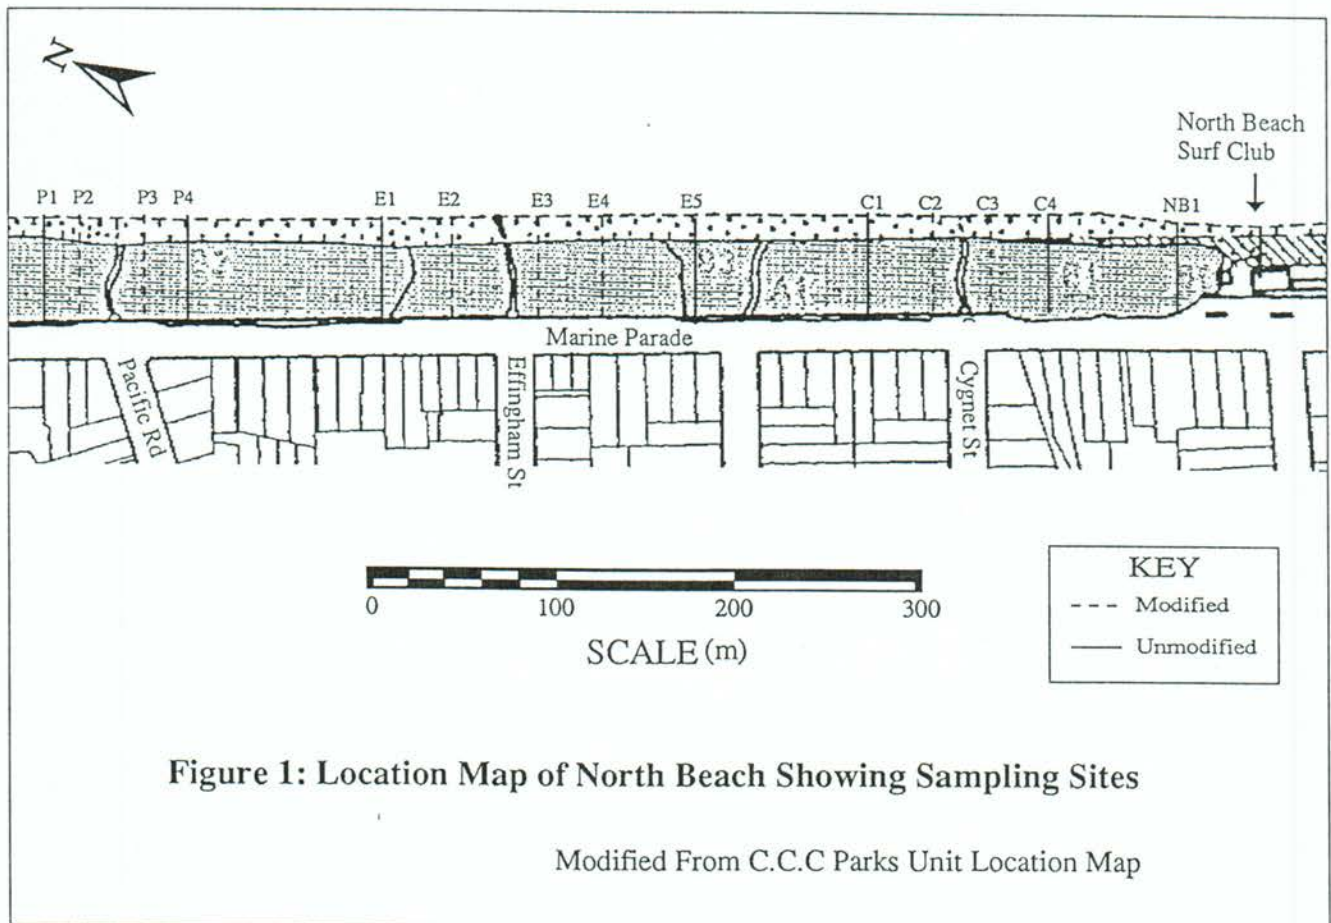 N
North Beach
Surf Club
P1 P2 P3 P4 E1 E2 E3 E4 E5 C1 C2 C3 C4 NB1
Marine Parade
Pacific Rd
Effingham St
Cygnet St
0 100 200 300
SCALE (m)
KEY
Modified
Unmodified
Figure 1: Location Map of North Beach Showing Sampling Sites
Modified From C.C.C Parks Unit Location Map